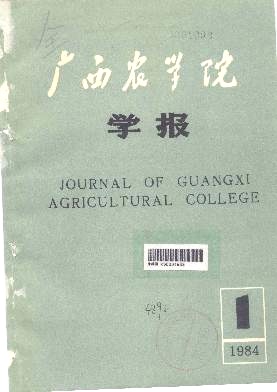 广西农学院
学报
JOURNAL OF GUANGXI
AGRICULTURAL COLLEGE
1
1984